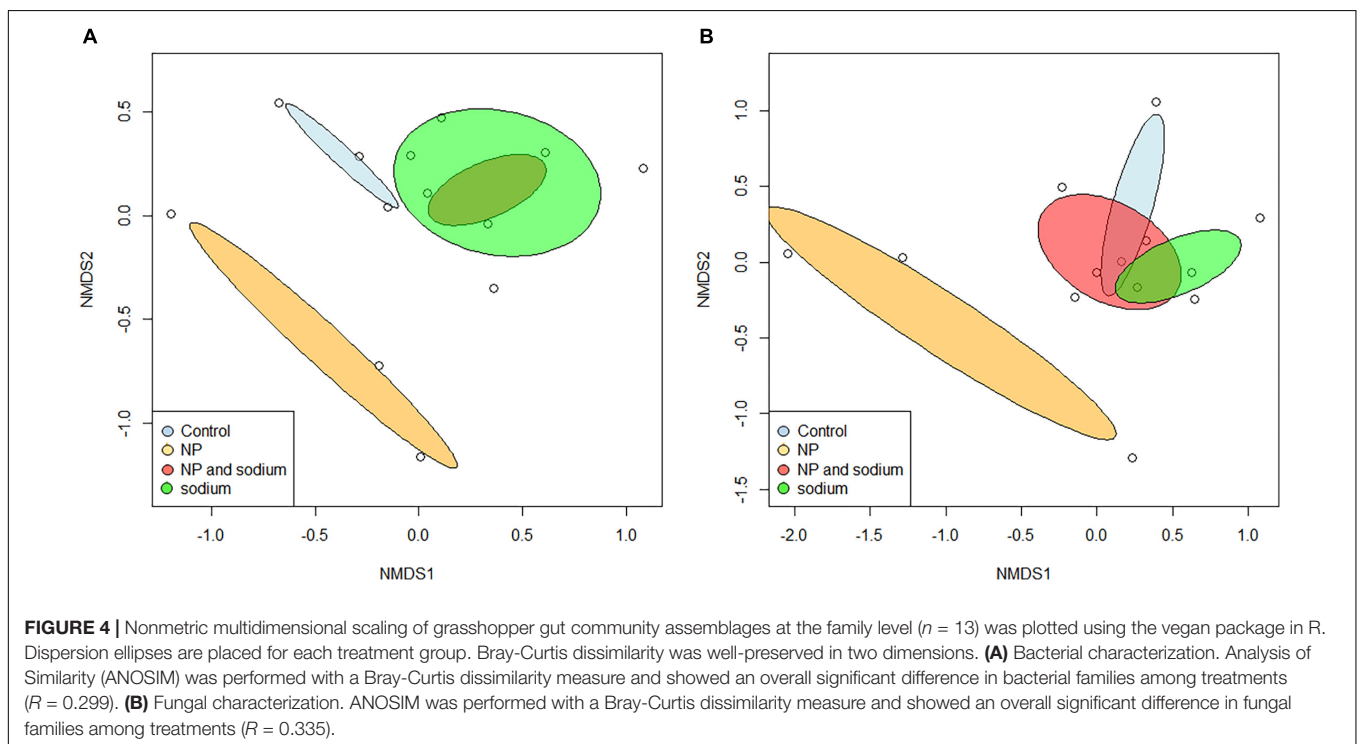 A
B
0.5
0.0
-0.5
-1.0
NMDS2
Control
NP
NP and sodium
sodium
-1.0 -0.5 0.0 0.5 1.0
NMDS1
1.0
0.5
0.0
-0.5
-1.0
-1.5
NMDS2
Control
NP
NP and sodium
sodium
-2.0 -1.5 -1.0 -0.5 0.0 0.5 1.0
NMDS1
FIGURE 4 | Nonmetric multidimensional scaling of grasshopper gut community assemblages at the family level (n = 13) was plotted using the vegan package in R.
Dispersion ellipses are placed for each treatment group. Bray-Curtis dissimilarity was well-preserved in two dimensions. (A) Bacterial characterization. Analysis of
Similarity (ANOSIM) was performed with a Bray-Curtis dissimilarity measure and showed an overall significant difference in bacterial families among treatments
(R = 0.299). (B) Fungal characterization. ANOSIM was performed with a Bray-Curtis dissimilarity measure and showed an overall significant difference in fungal
families among treatments (R = 0.335).